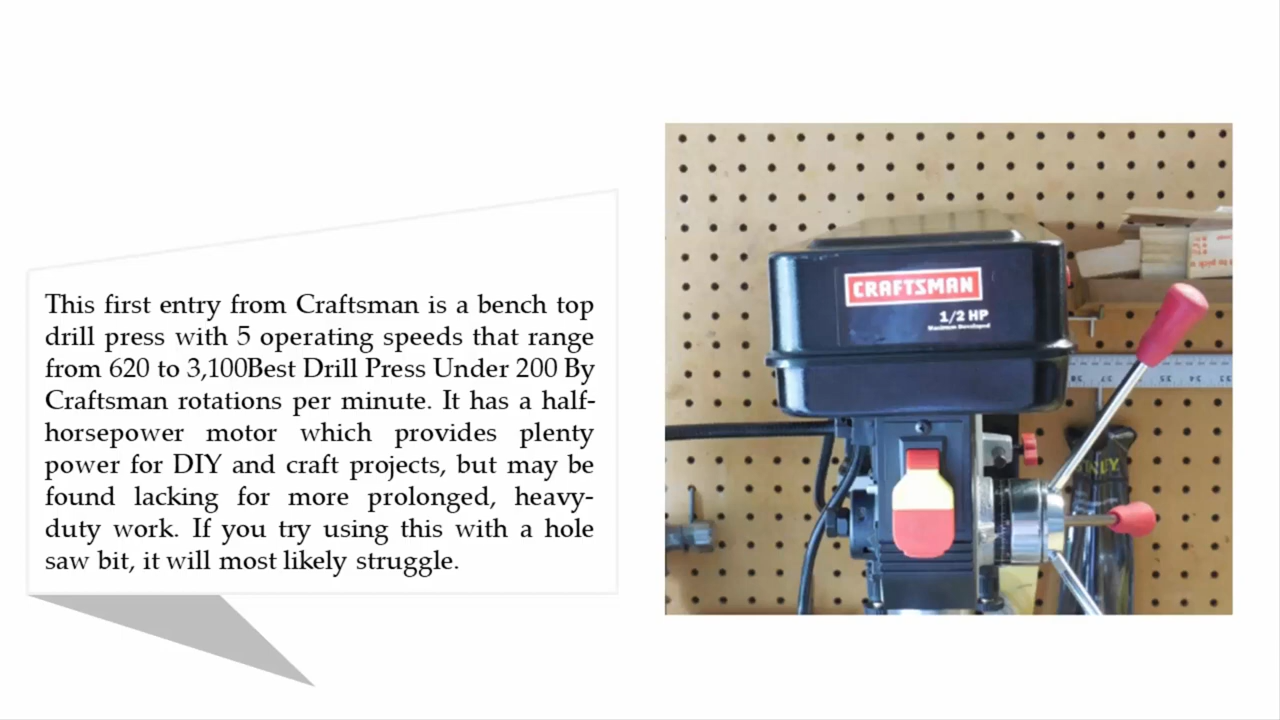 This first entry from Craftsman is a bench top
drill press with 5 operating speeds that range
from 620 to 3,100Best Drill Press Under 200 By
Craftsman rotations per minute. It has a half-
horsepower motor which provides plenty
power for DIY and craft projects, but may be
found lacking for more prolonged, heavy-
duty work. If you try using this with a hole
saw bit, it will most likely struggle.
CRAFTSMAN
1/2 HP
Maximum Developed
STANLEY